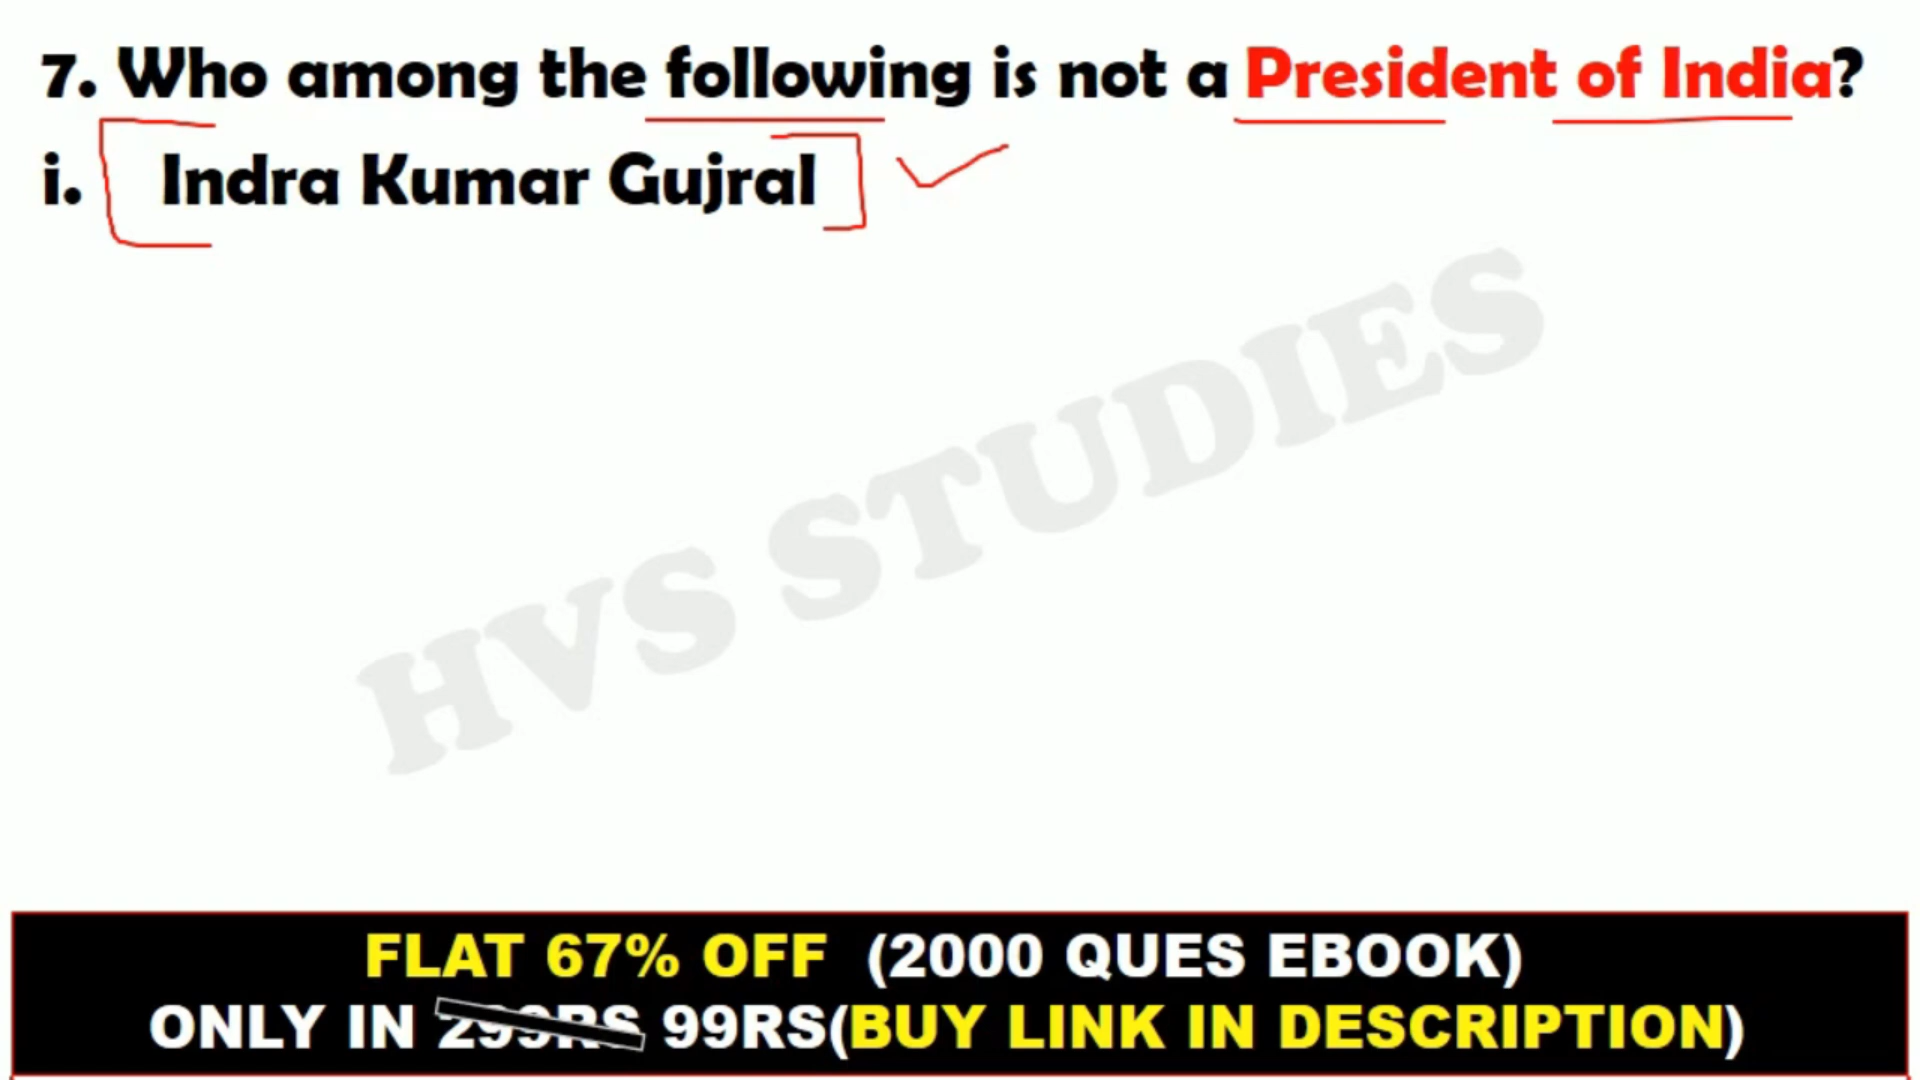 7. Who among the following is not a President of India?
i. Indra Kumar Gujral
HVS STUDIES
FLAT 67% OFF (2000 QUES EBOOK)
ONLY IN 299RS 99RS(BUY LINK IN DESCRIPTION)